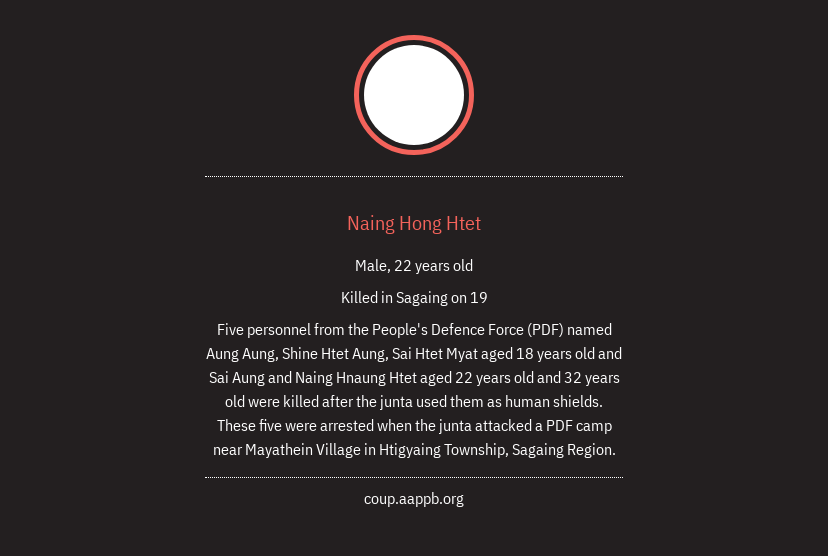 Naing Hong Htet
Male, 22 years old
Killed in Sagaing on 19
Five personnel from the People's Defence Force (PDF) named
Aung Aung, Shine Htet Aung, Sai Htet Myat aged 18 years old and
Sai Aung and Naing Hnaung Htet aged 22 years old and 32 years
old were killed after the junta used them as human shields.
These five were arrested when the junta attacked a PDF camp
near Mayathein Village in Htigyaing Township, Sagaing Region.
coup.aappb.org